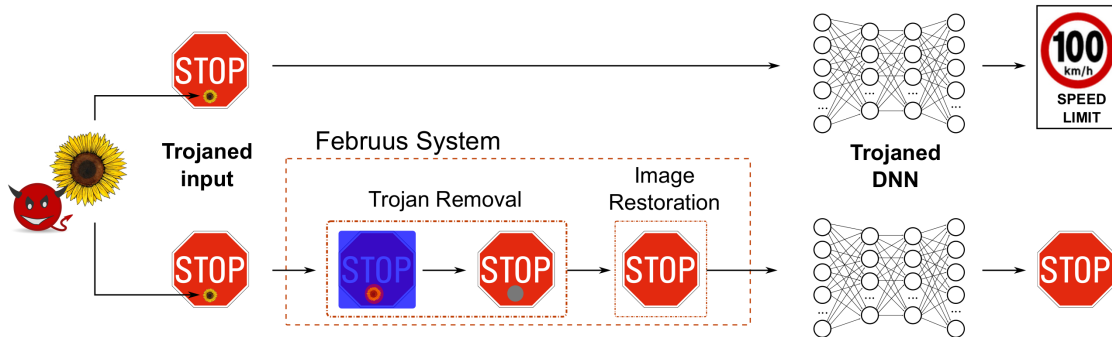 STOP
100
km/h
SPEED
LIMIT
...
...
...
...
Trojaned
input
Trojaned
DNN
Februus System
Trojan Removal
Image
Restoration
STOP
STOP
STOP
STOP
STOP
...
...
...
...